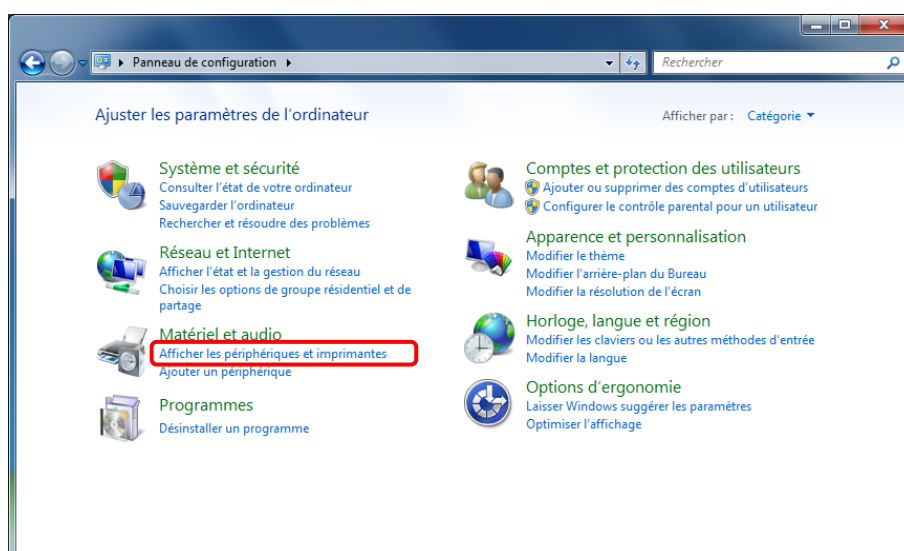 Panneau de configuration
Rechercher
Ajuster les paramètres de l'ordinateur
Afficher par : Catégorie
Système et sécurité
Consulter l'état de votre ordinateur
Sauvegarder l'ordinateur
Rechercher et résoudre des problèmes
Réseau et Internet
Afficher l'état et la gestion du réseau
Choisir les options de groupe résidentiel et de
partage
Matériel et audio
Afficher les périphériques et imprimantes
Ajouter un périphérique
Programmes
Désinstaller un programme
Comptes et protection des utilisateurs
Ajouter ou supprimer des comptes d'utilisateurs
Configurer le contrôle parental pour un utilisateur
Apparence et personnalisation
Modifier le thème
Modifier l'arrière-plan du Bureau
Modifier la résolution de l'écran
Horloge, langue et région
Modifier les claviers ou les autres méthodes d'entrée
Modifier la langue
Options d'ergonomie
Laisser Windows suggérer les paramètres
Optimiser l'affichage